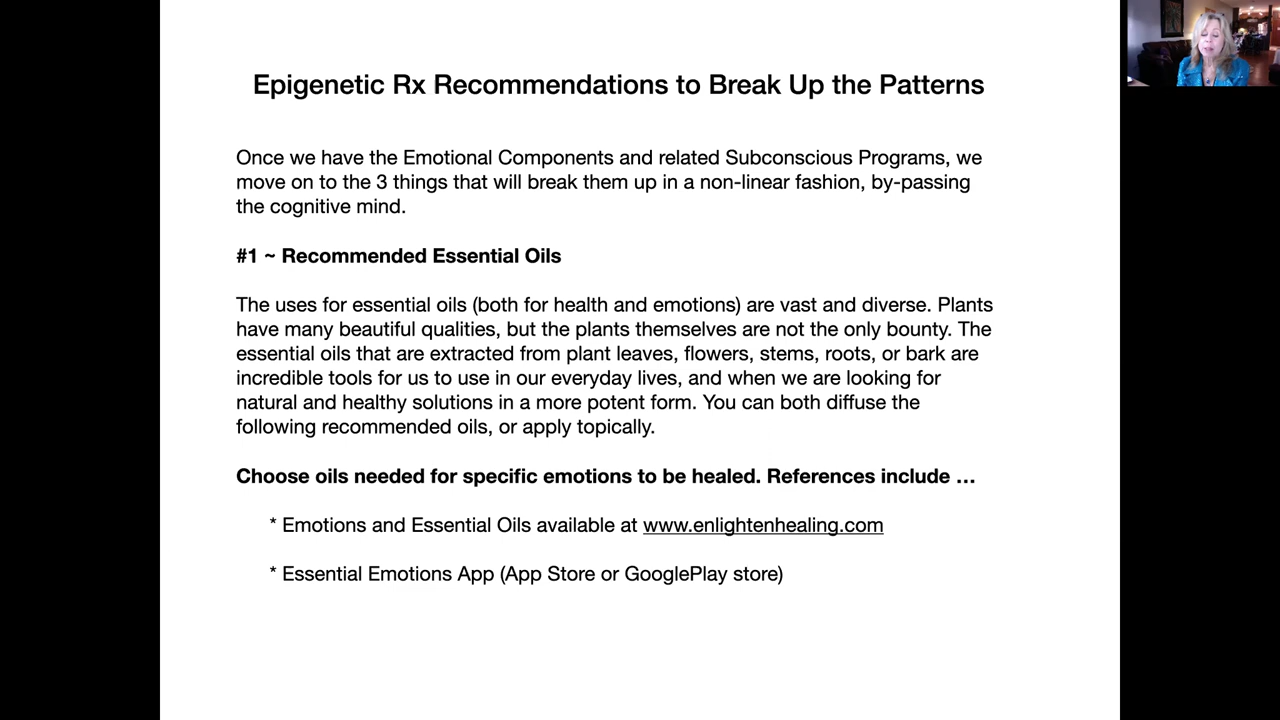 Epigenetic Rx Recommendations to Break Up the Patterns
Once we have the Emotional Components and related Subconscious Programs, we
move on to the 3 things that will break them up in a non-linear fashion, by-passing
the cognitive mind.
#1 ~ Recommended Essential Oils
The uses for essential oils (both for health and emotions) are vast and diverse. Plants
have many beautiful qualities, but the plants themselves are not the only bounty. The
essential oils that are extracted from plant leaves, flowers, stems, roots, or bark are
incredible tools for us to use in our everyday lives, and when we are looking for
natural and healthy solutions in a more potent form. You can both diffuse the
following recommended oils, or apply topically.
Choose oils needed for specific emotions to be healed. References include …
* Emotions and Essential Oils available at www.enlightenhealing.com
* Essential Emotions App (App Store or GooglePlay store)